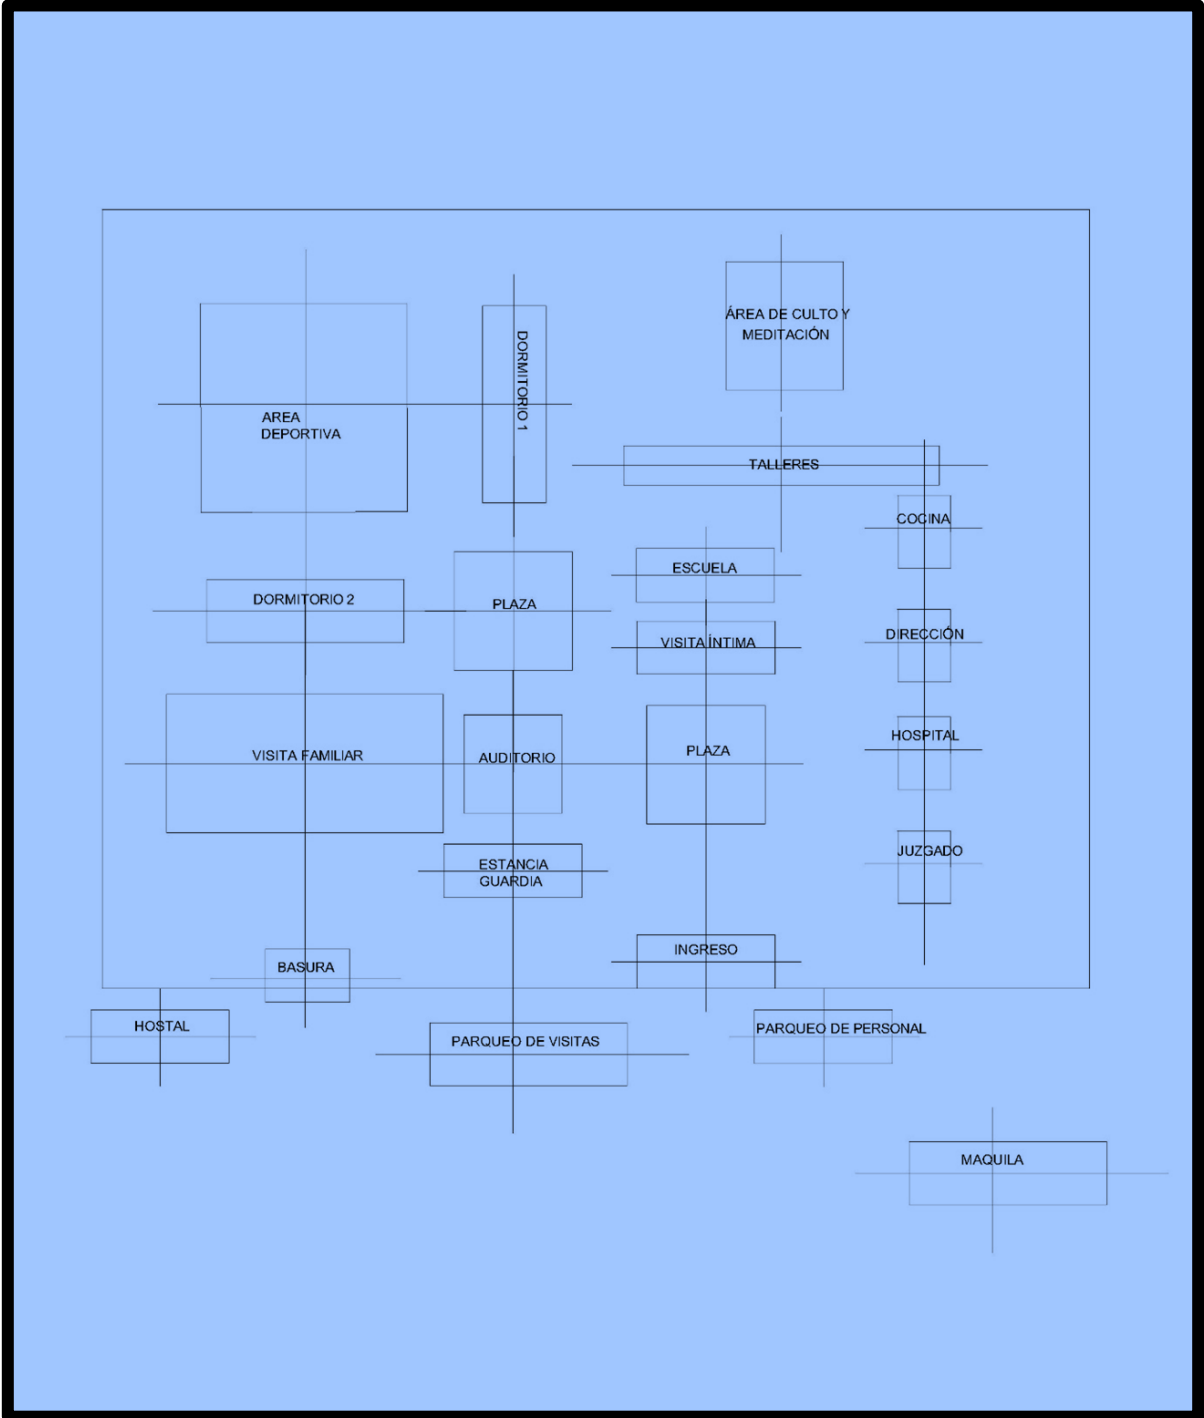 ÁREA DE CULTO Y
MEDITACIÓN
DORMITORIO 1
AREA
DEPORTIVA
TALLERES
COCINA
ESCUELA
DORMITORIO 2
PLAZA
DIRECCIÓN
VISITA ÍNTIMA
HOSPITAL
VISITA FAMILIAR
AUDITORIO
PLAZA
JUZGADO
ESTANCIA
GUARDIA
INGRESO
BASURA
HOSTAL
PARQUEO DE VISITAS
PARQUEO DE PERSONAL
MAQUILA